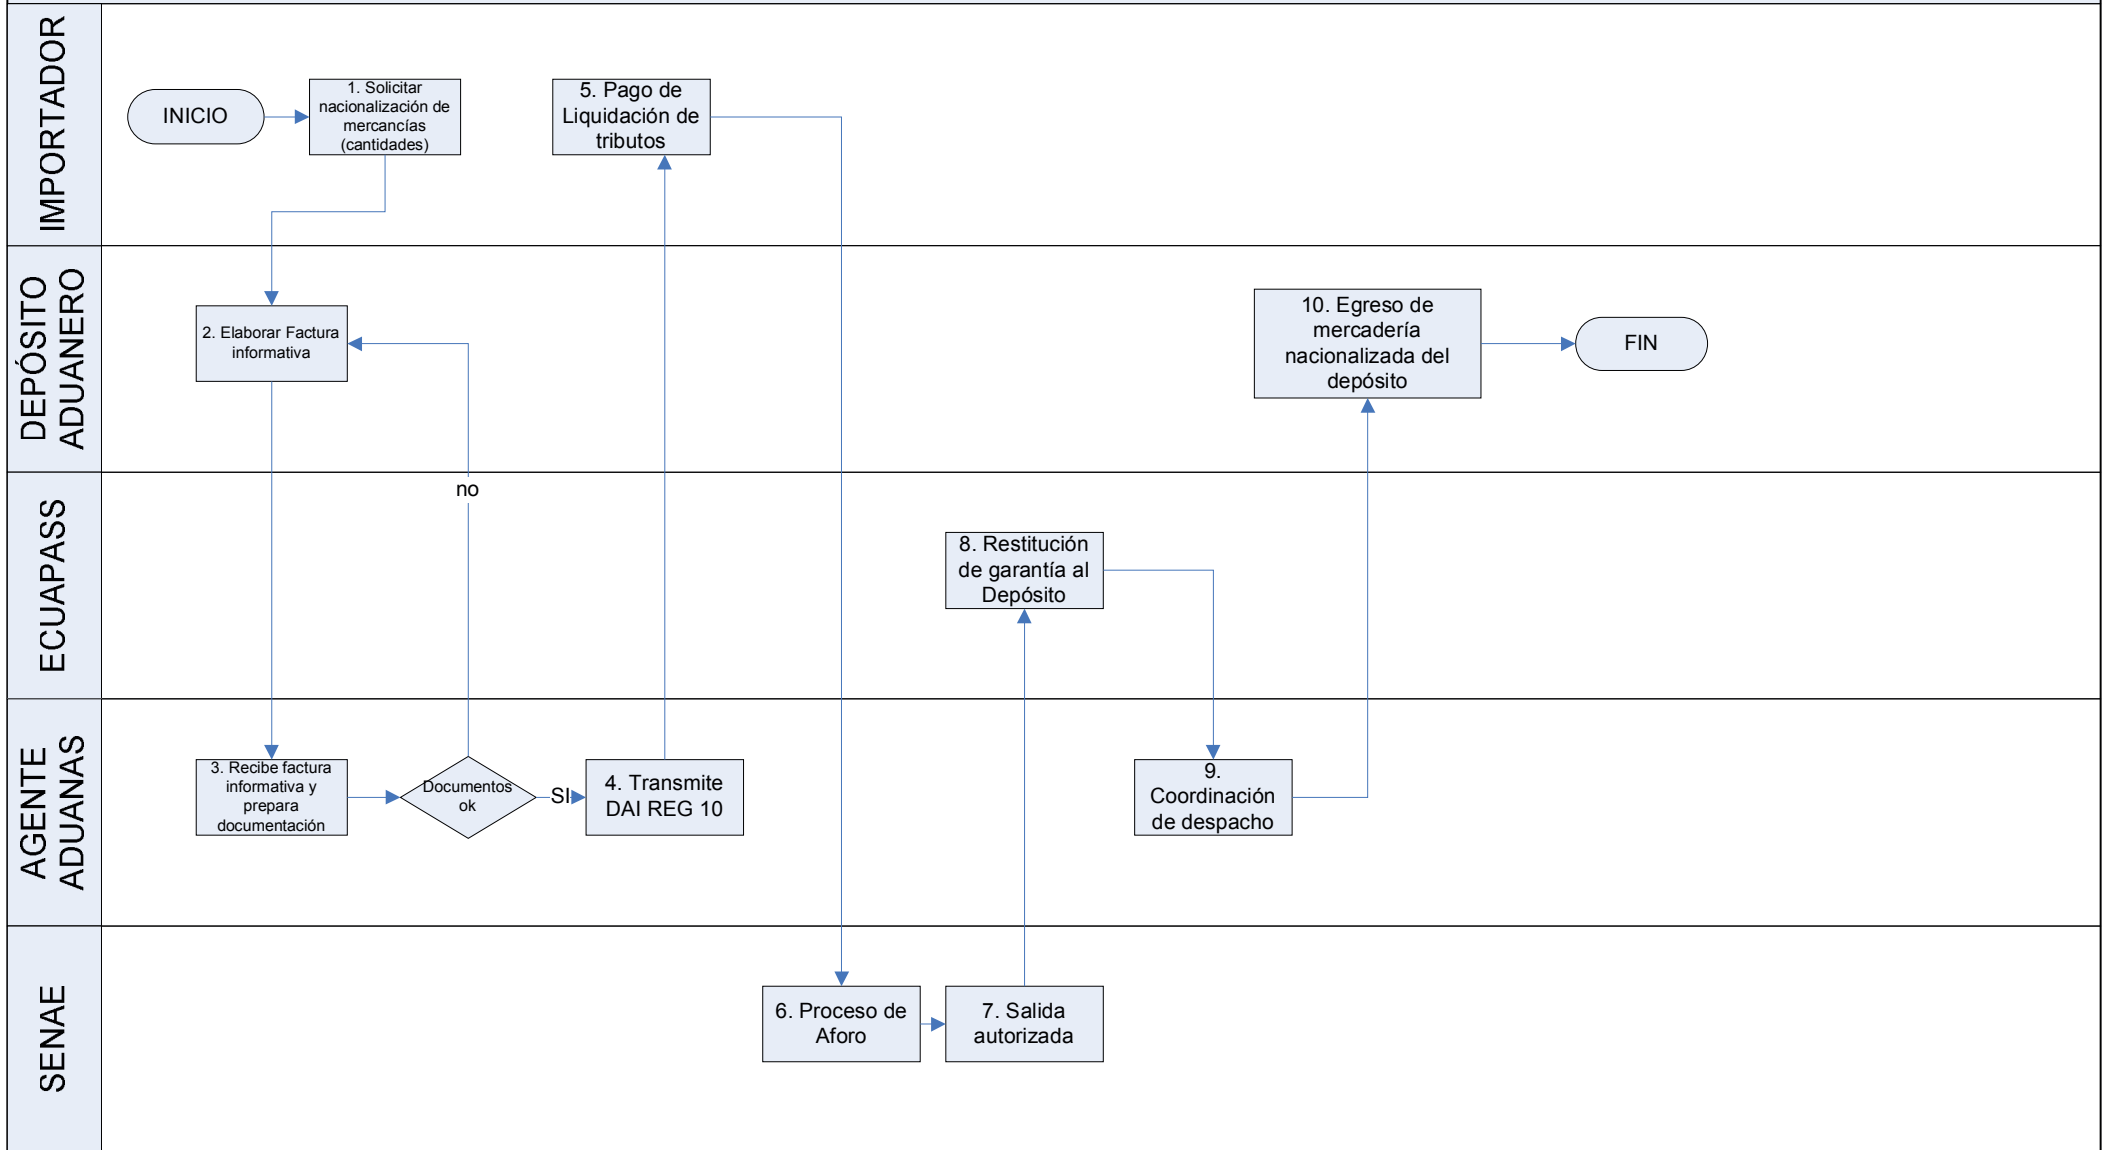 IMPORTADOR
INICIO
1. Solicitar
nacionalización de
mercancías
(cantidades)
5. Pago de
Liquidación de
tributos
DEPÓSITO
ADUANERO
2. Elaborar Factura
informativa
10. Egreso de
mercadería
nacionalizada del
depósito
FIN
ECUAPASS
no
8. Restitución
de garantía al
Depósito
AGENTE
ADUANAS
3. Recibe factura
informativa y
prepara
documentación
Documentos
ok
SI
4. Transmite
DAI REG 10
9.
Coordinación
de despacho
SENAE
6. Proceso de
Aforo
7. Salida
autorizada